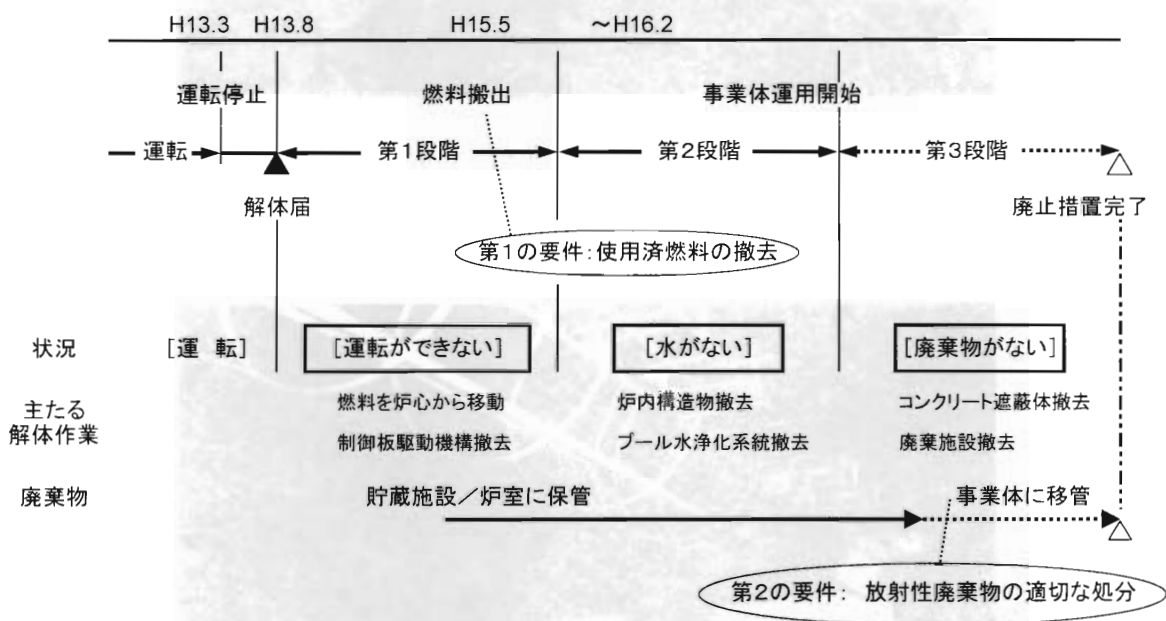 H13.3 H13.8 H15.5 ～H16.2
運転停止 燃料搬出 事業体運用開始
運転 第1段階 第2段階 第3段階
解体届 廃止措置完了
第1の要件：使用済燃料の撤去
状況 ［運 転］ ［運転ができない］ ［水がない］ ［廃棄物がない］
主たる 燃料を炉心から移動 炉内構造物撤去 コンクリート遮蔽体撤去
解体作業 制御板駆動機構撤去 プール水浄化系統撤去 廃棄施設撤去
廃棄物 貯蔵施設／炉室に保管 事業体に移管
第2の要件： 放射性廃棄物の適切な処分